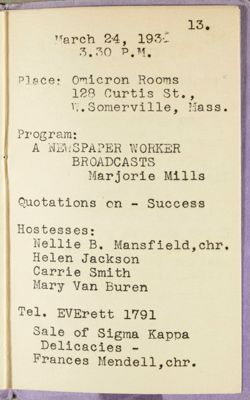 13.
March 24,
3.30 P.M.
Place: Omicron Rooms
128 Curtis St.,
W.Somerville, Mass.
Program:
A NEWSPAPER WORKER
BROADCASTS
Marjorie Mills
Quotations on - Success
Hostesses:
Nellie B. Mansfield,chr.
Helen Jackson
Carrie Smith
Mary Van Buren
Tel. EVErett 1791
Sale of Sigma Kappa
Delicacies -
Frances Mendell,chr.